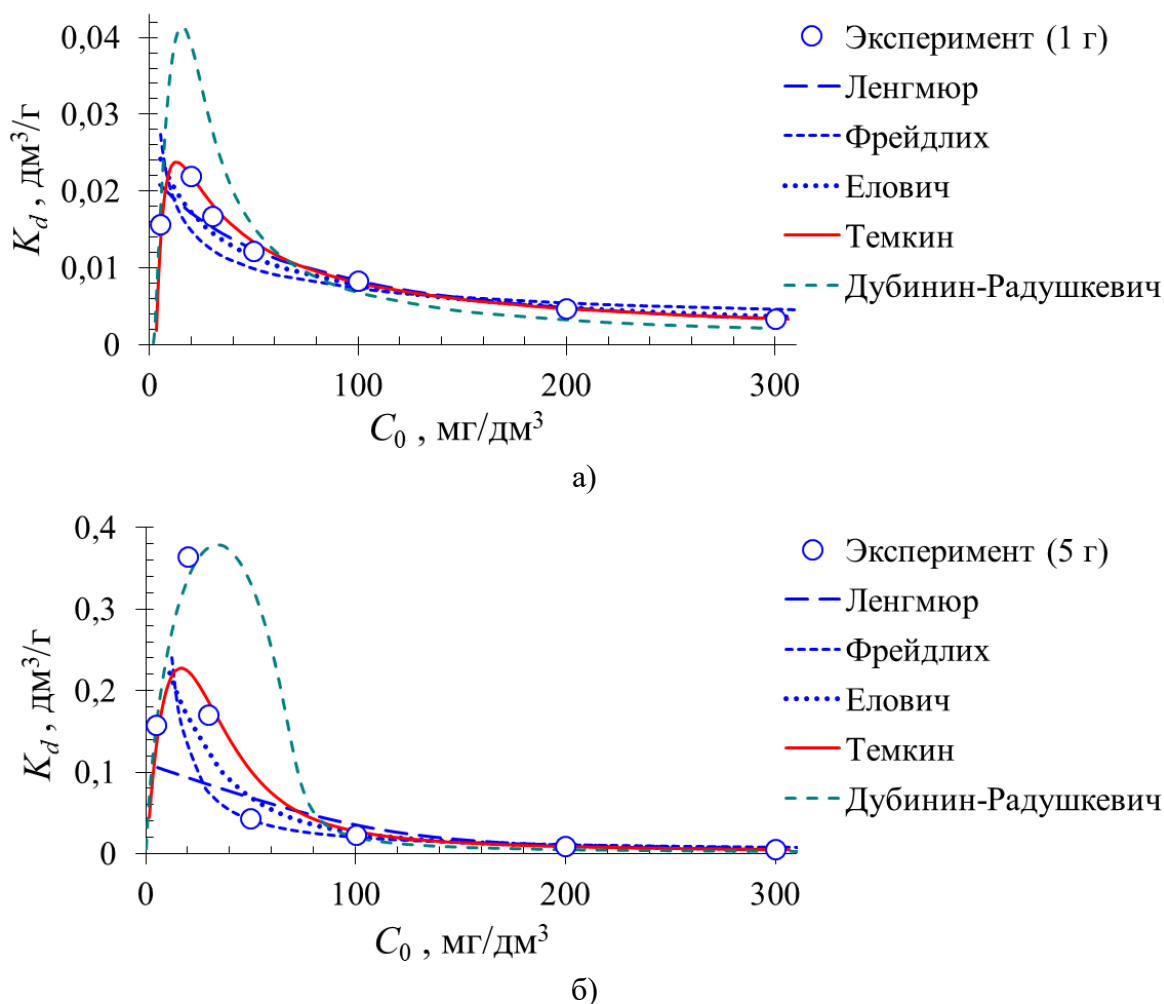 0,04
0,03
0,02
0,01
0
K_d , дм³/г
0 100 200 300
C₀ , мг/дм³
Эксперимент (1 г)
Ленгмюр
Фрейдлих
Елович
Темкин
Дубинин-Радушкевич
а)
0,4
0,3
0,2
0,1
0
K_d , дм³/г
0 100 200 300
C₀ , мг/дм³
Эксперимент (5 г)
Ленгмюр
Фрейдлих
Елович
Темкин
Дубинин-Радушкевич
б)